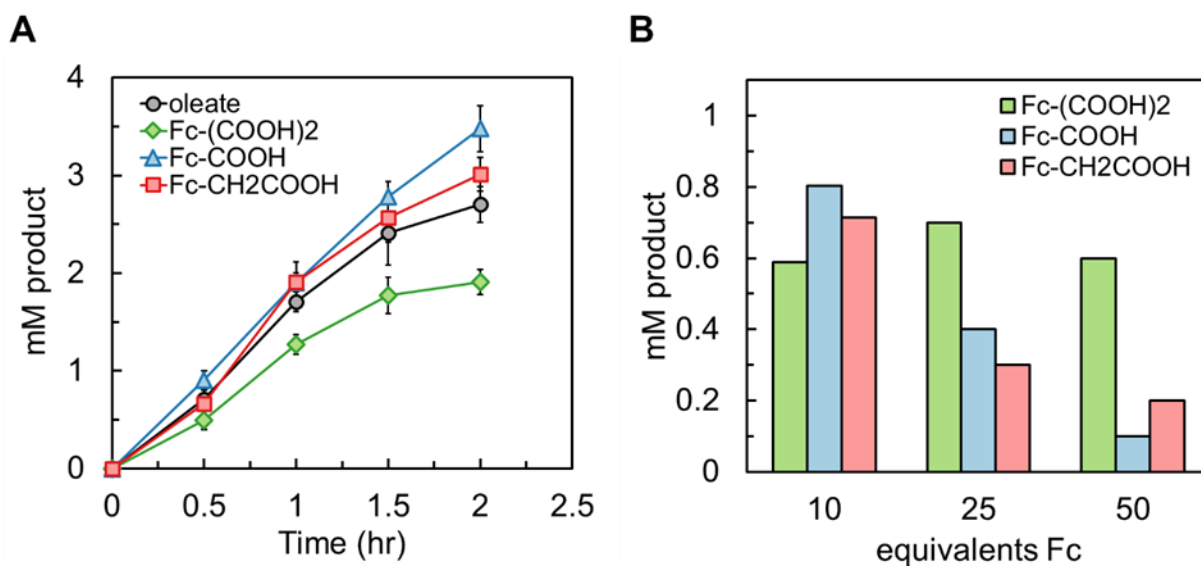 A
4
3
2
1
0
0
0.5
1
1.5
2
2.5
mM product
Time (hr)
oleate
Fc-(COOH)2
Fc-COOH
Fc-CH2COOH
B
1
0.8
0.6
0.4
0.2
0
10
25
50
mM product
equivalents Fc
Fc-(COOH)2
Fc-COOH
Fc-CH2COOH